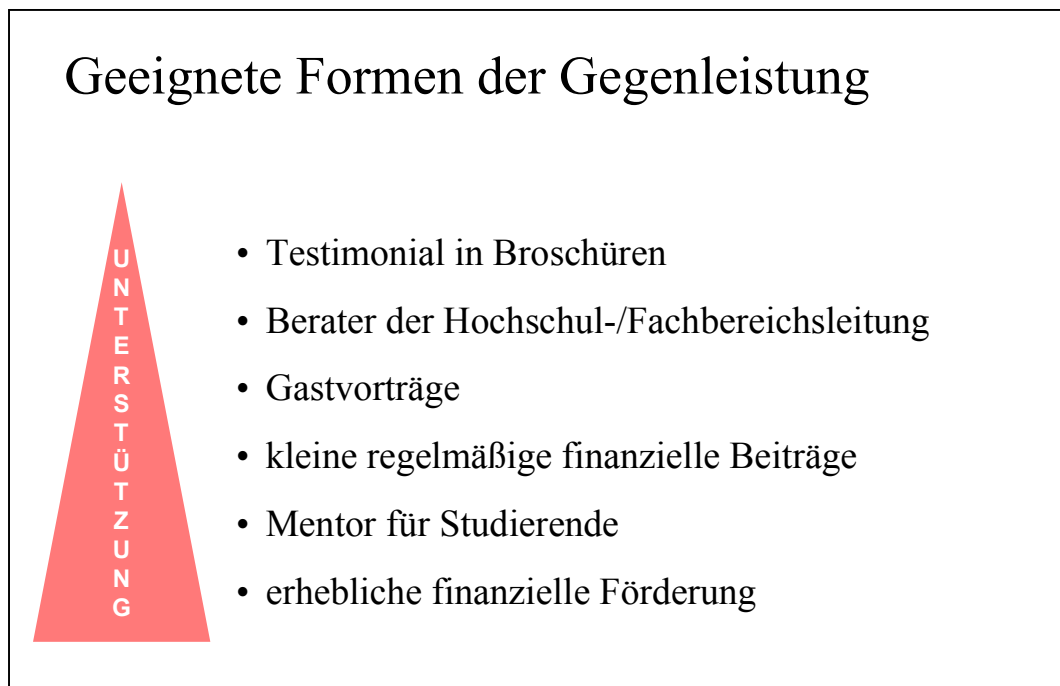 Geeignete Formen der Gegenleistung
UNTERSTÜTZUNG
• Testimonial in Broschüren
• Berater der Hochschul-/Fachbereichsleitung
• Gastvorträge
• kleine regelmäßige finanzielle Beiträge
• Mentor für Studierende
• erhebliche finanzielle Förderung